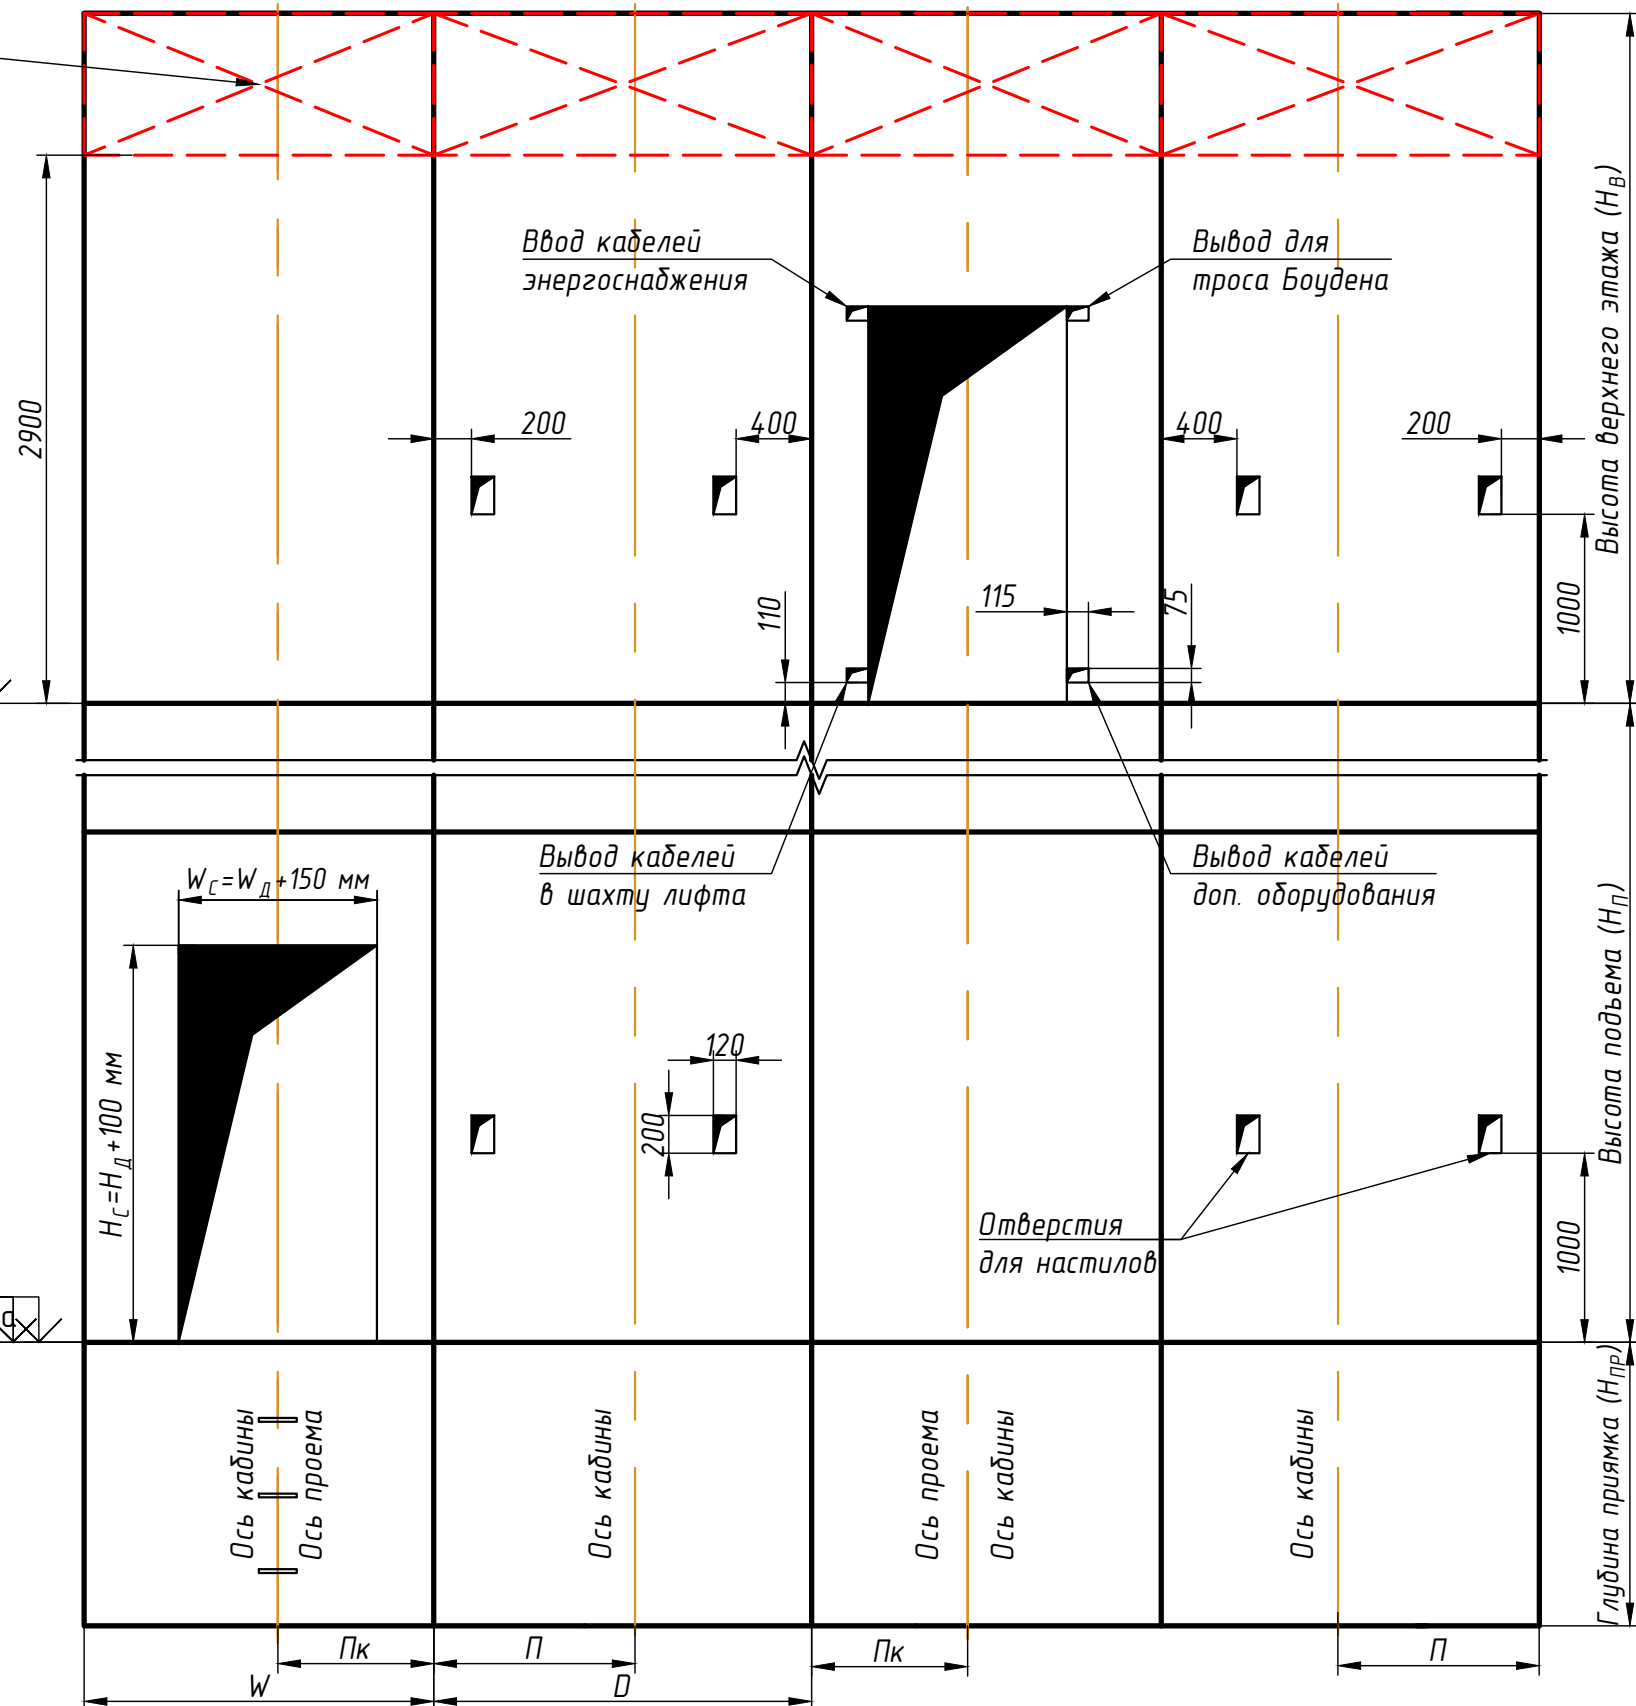 Ввод кабелей
энергоснабжения
Вывод для
троса Боудена
Высота верхнего этажа (HВ)
2900
200
400
400
200
110
115
75
1000
Вывод кабелей
в шахту лифта
Вывод кабелей
доп. оборудования
WС=WД+150 мм
HС=HД+100 мм
120
200
Высота подъема (HП)
Отверстия
для настилов
1000
Ось кабины
Ось проема
Ось кабины
Ось проема
Ось кабины
Ось кабины
Глубина приямка (HПР)
Пк
П
Пк
П
W
D